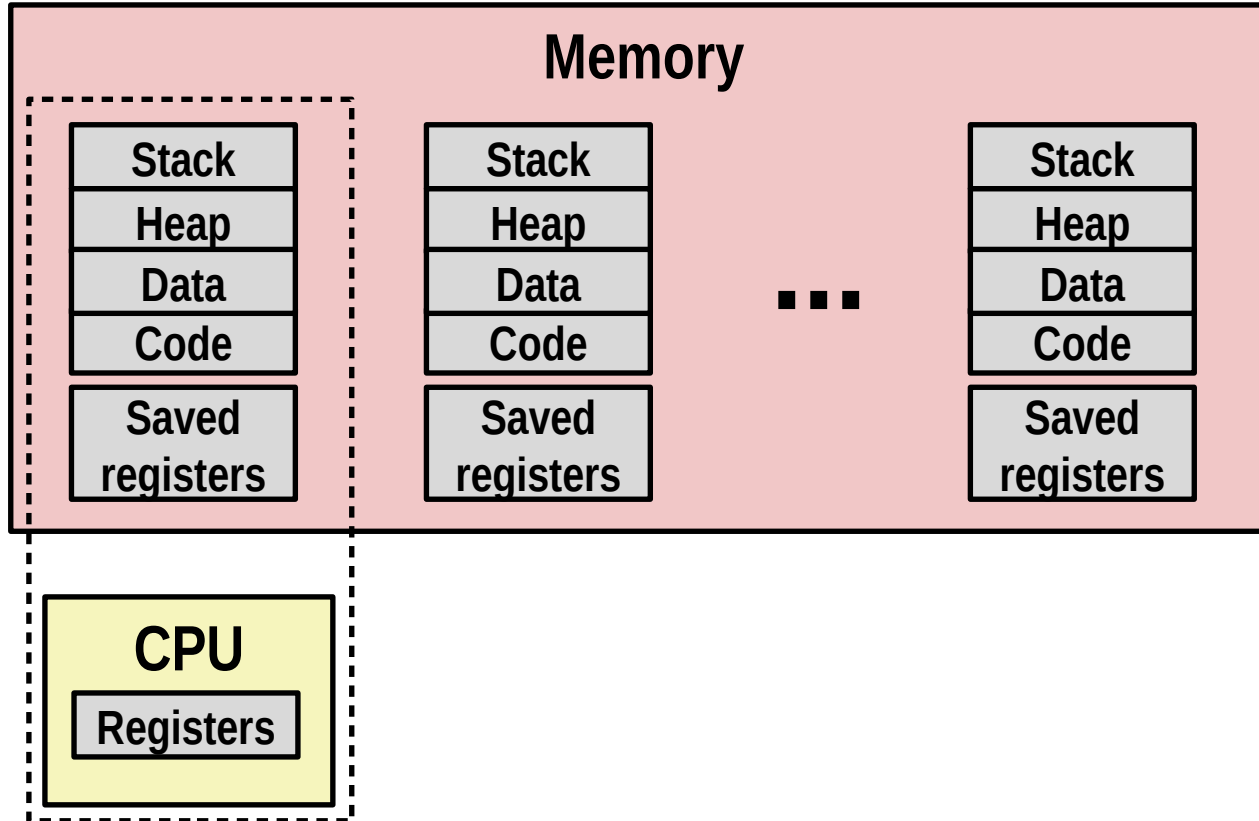 Memory
Stack
Heap
Data
Code
Saved
registers
Stack
Heap
Data
Code
Saved
registers
...
Stack
Heap
Data
Code
Saved
registers
CPU
Registers